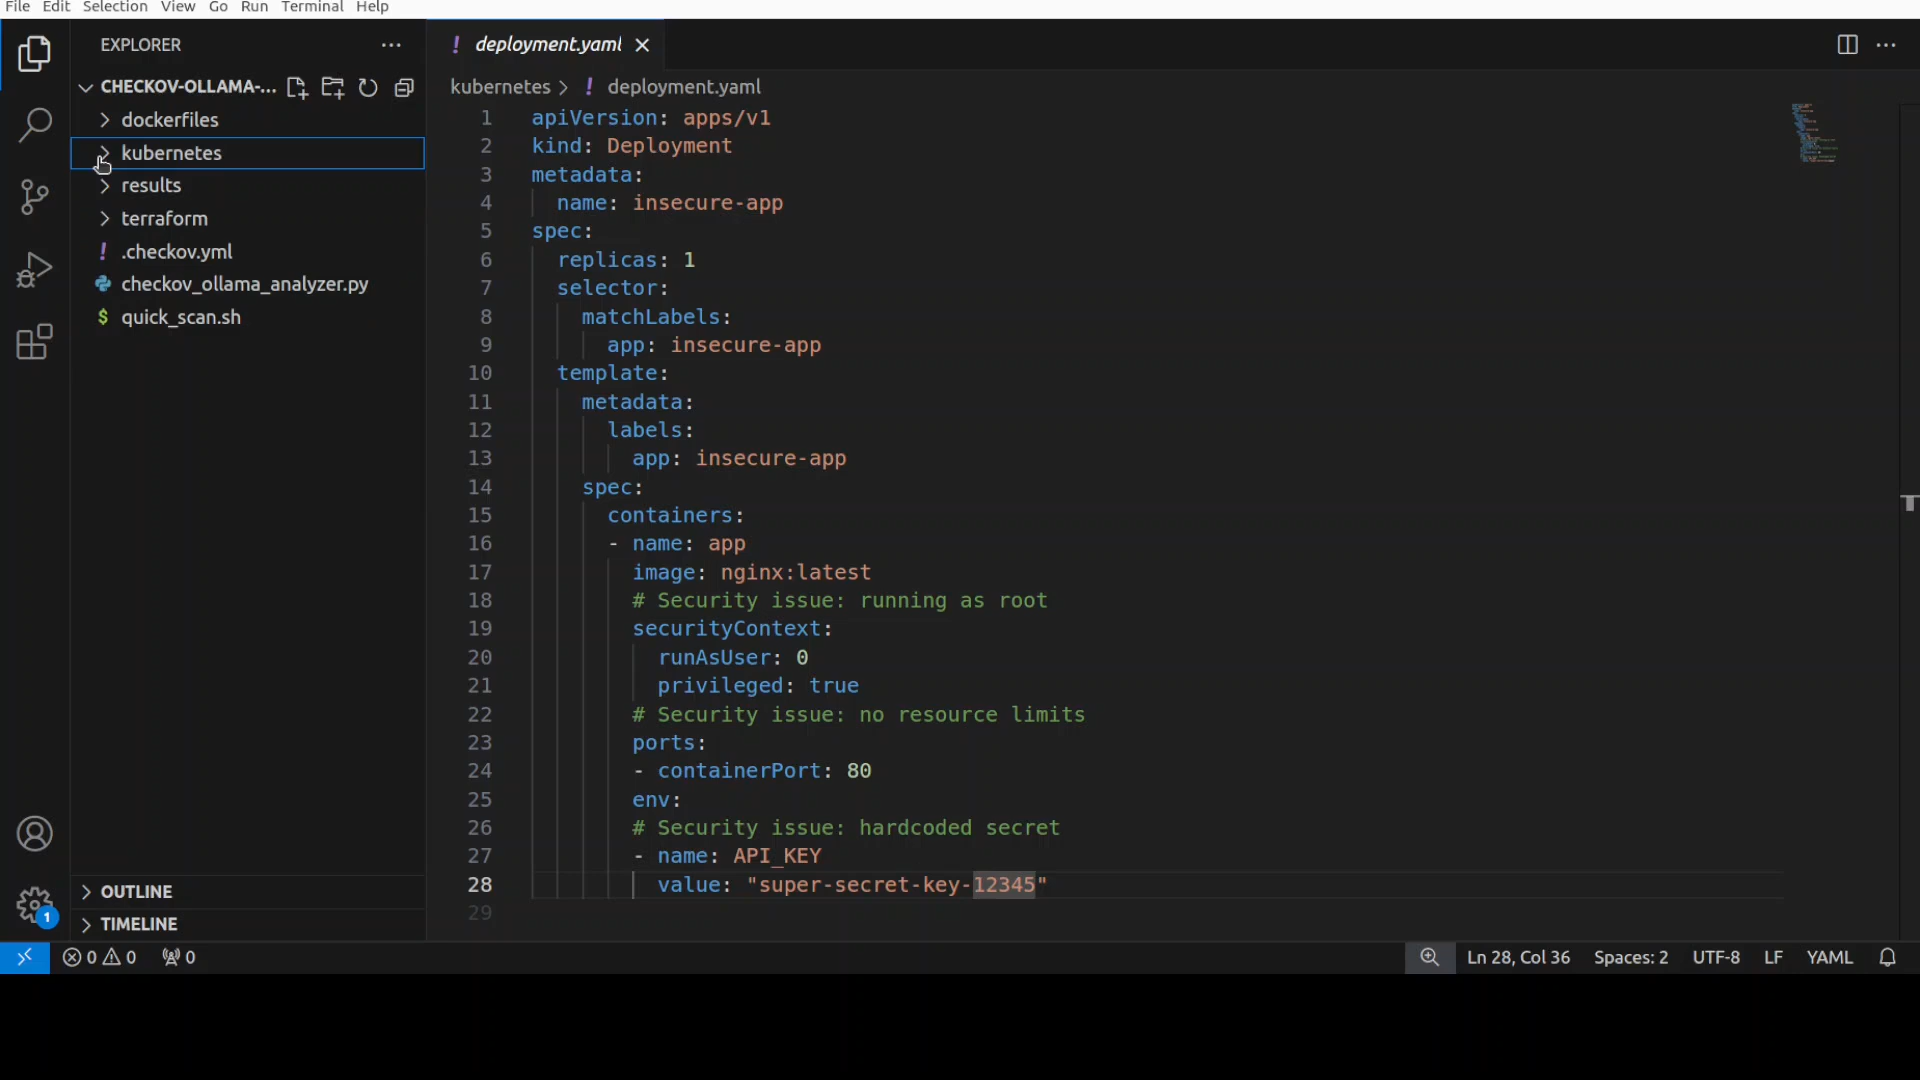 File Edit Selection View Go Run Terminal Help
EXPLORER
CHECKOV-OLLAMA-...
dockerfiles
kubernetes
results
terraform
! .checkov.yml
checkov_ollama_analyzer.py
$ quick_scan.sh
OUTLINE
TIMELINE
! deployment.yaml
kubernetes > ! deployment.yaml
1 apiVersion: apps/v1
2 kind: Deployment
3 metadata:
4 name: insecure-app
5 spec:
6 replicas: 1
7 selector:
8 matchLabels:
9 app: insecure-app
10 template:
11 metadata:
12 labels:
13 app: insecure-app
14 spec:
15 containers:
16 - name: app
17 image: nginx:latest
18 # Security issue: running as root
19 securityContext:
20 runAsUser: 0
21 privileged: true
22 # Security issue: no resource limits
23 ports:
24 - containerPort: 80
25 env:
26 # Security issue: hardcoded secret
27 - name: API_KEY
28 value: "super-secret-key-12345"
29
1
0 0 0 Ln 28, Col 36 Spaces: 2 UTF-8 LF YAML